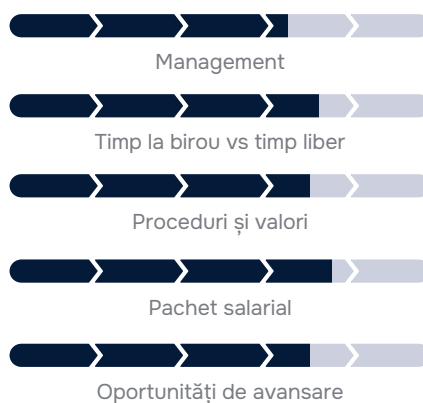 Management
Timp la birou vs timp liber
Proceduri și valori
Pachet salarial
Oportunități de avansare